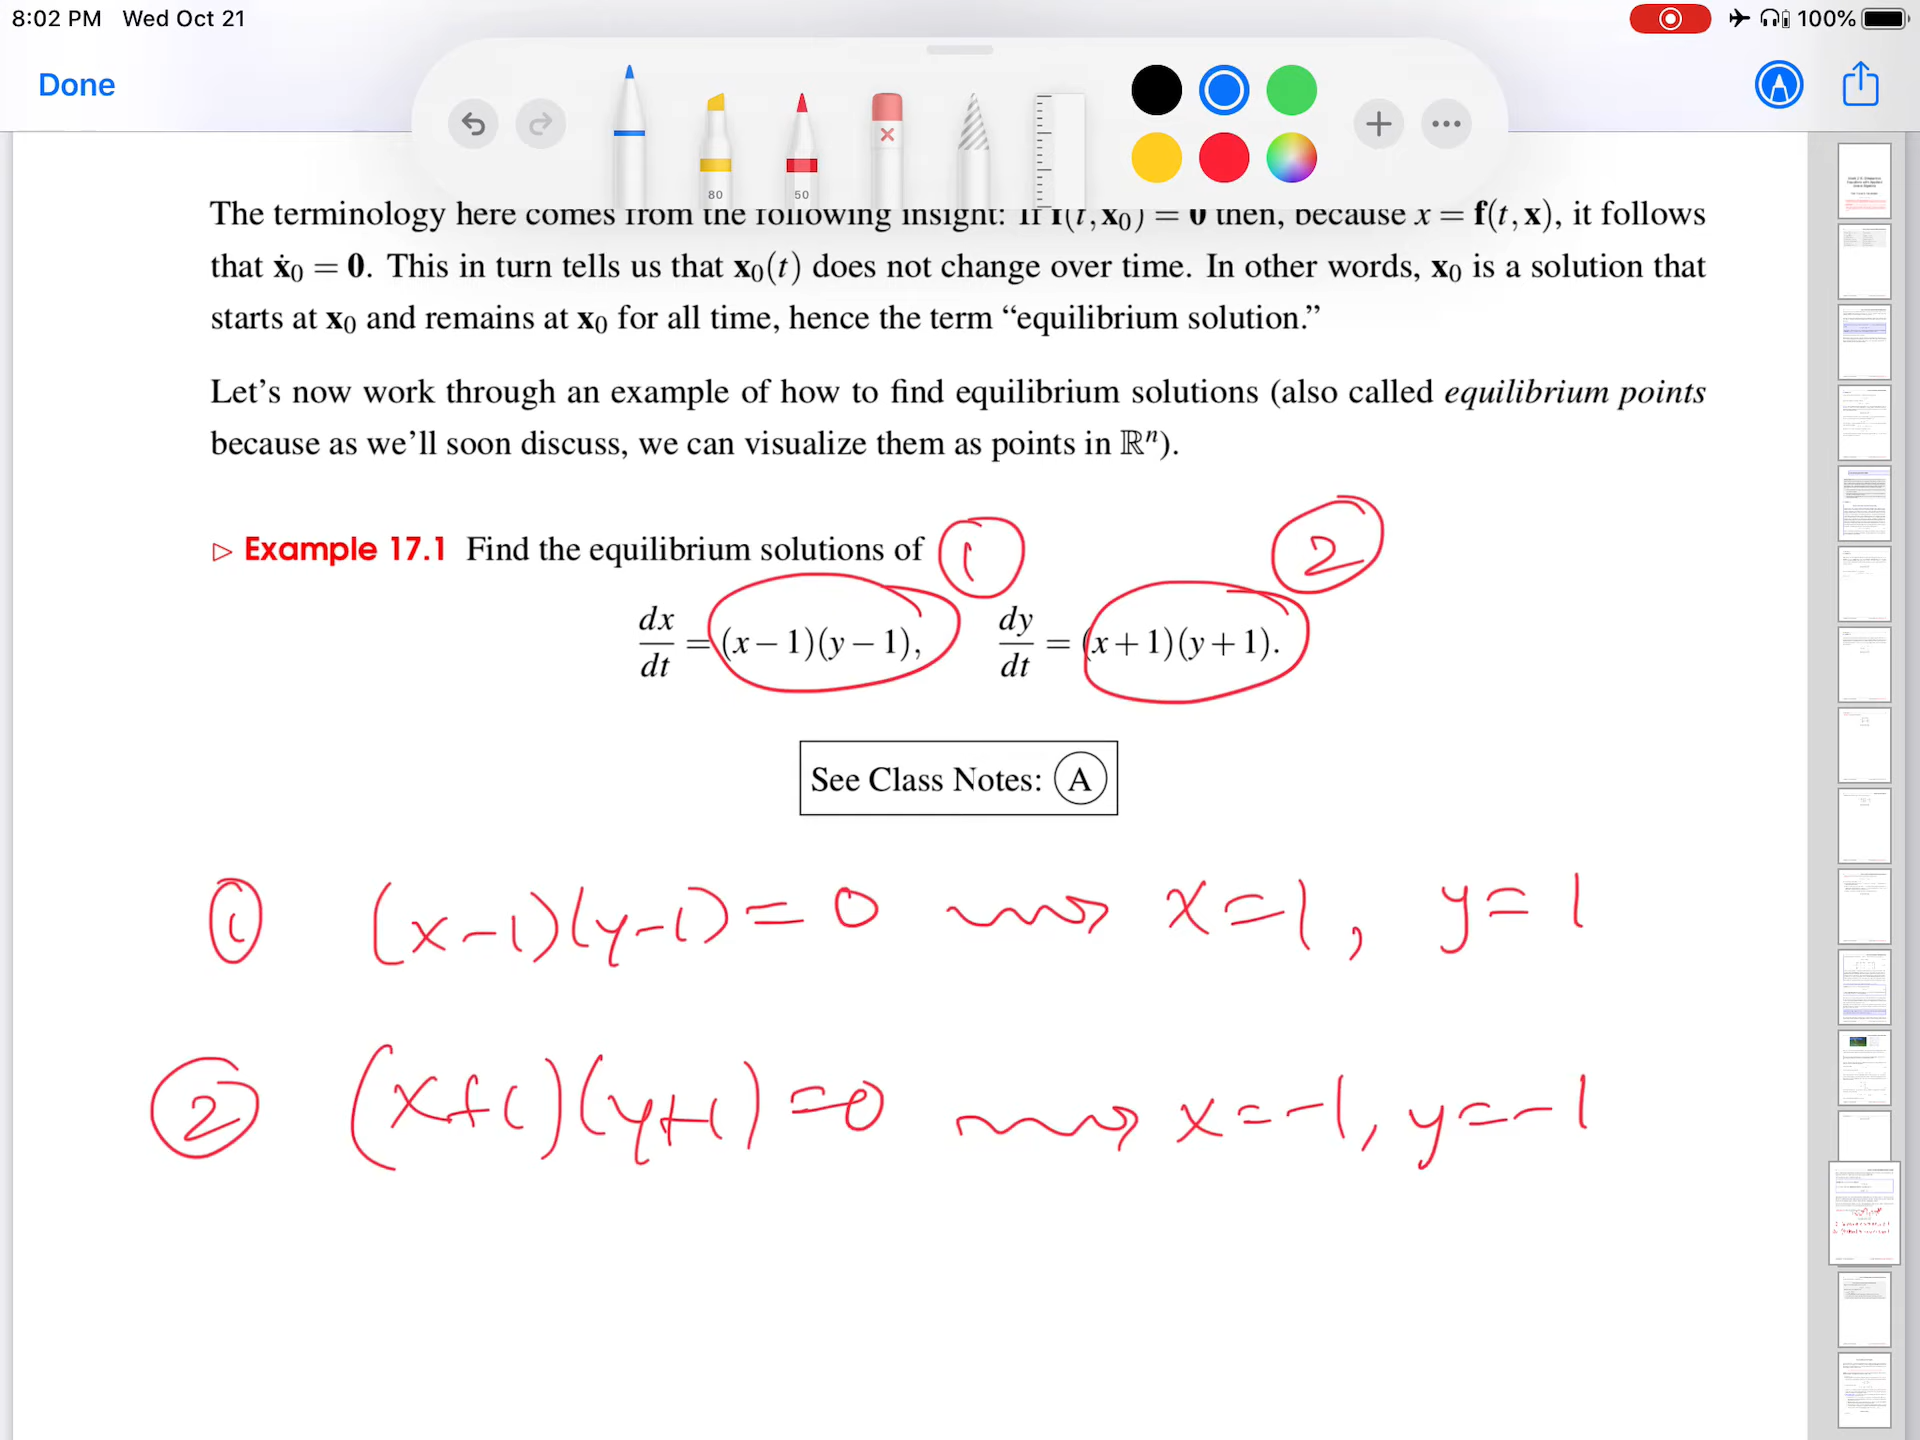 8:02 PM Wed Oct 21 100%
Done
80 50
The terminology here comes from the following insight: If f(t, x₀) = 0 then, because x = f(t, x), it follows
that ẋ₀ = 0. This in turn tells us that x₀(t) does not change over time. In other words, x₀ is a solution that
starts at x₀ and remains at x₀ for all time, hence the term “equilibrium solution.”
Let’s now work through an example of how to find equilibrium solutions (also called equilibrium points
because as we’ll soon discuss, we can visualize them as points in ℝⁿ).
▷ Example 17.1 Find the equilibrium solutions of ① ②
dx/dt = (x − 1)(y − 1), dy/dt = (x + 1)(y + 1).
See Class Notes: Ⓐ
① (x-1)(y-1) = 0 ⇝ x = 1, y = 1
② (x+1)(y+1) = 0 ⇝ x = -1, y = -1